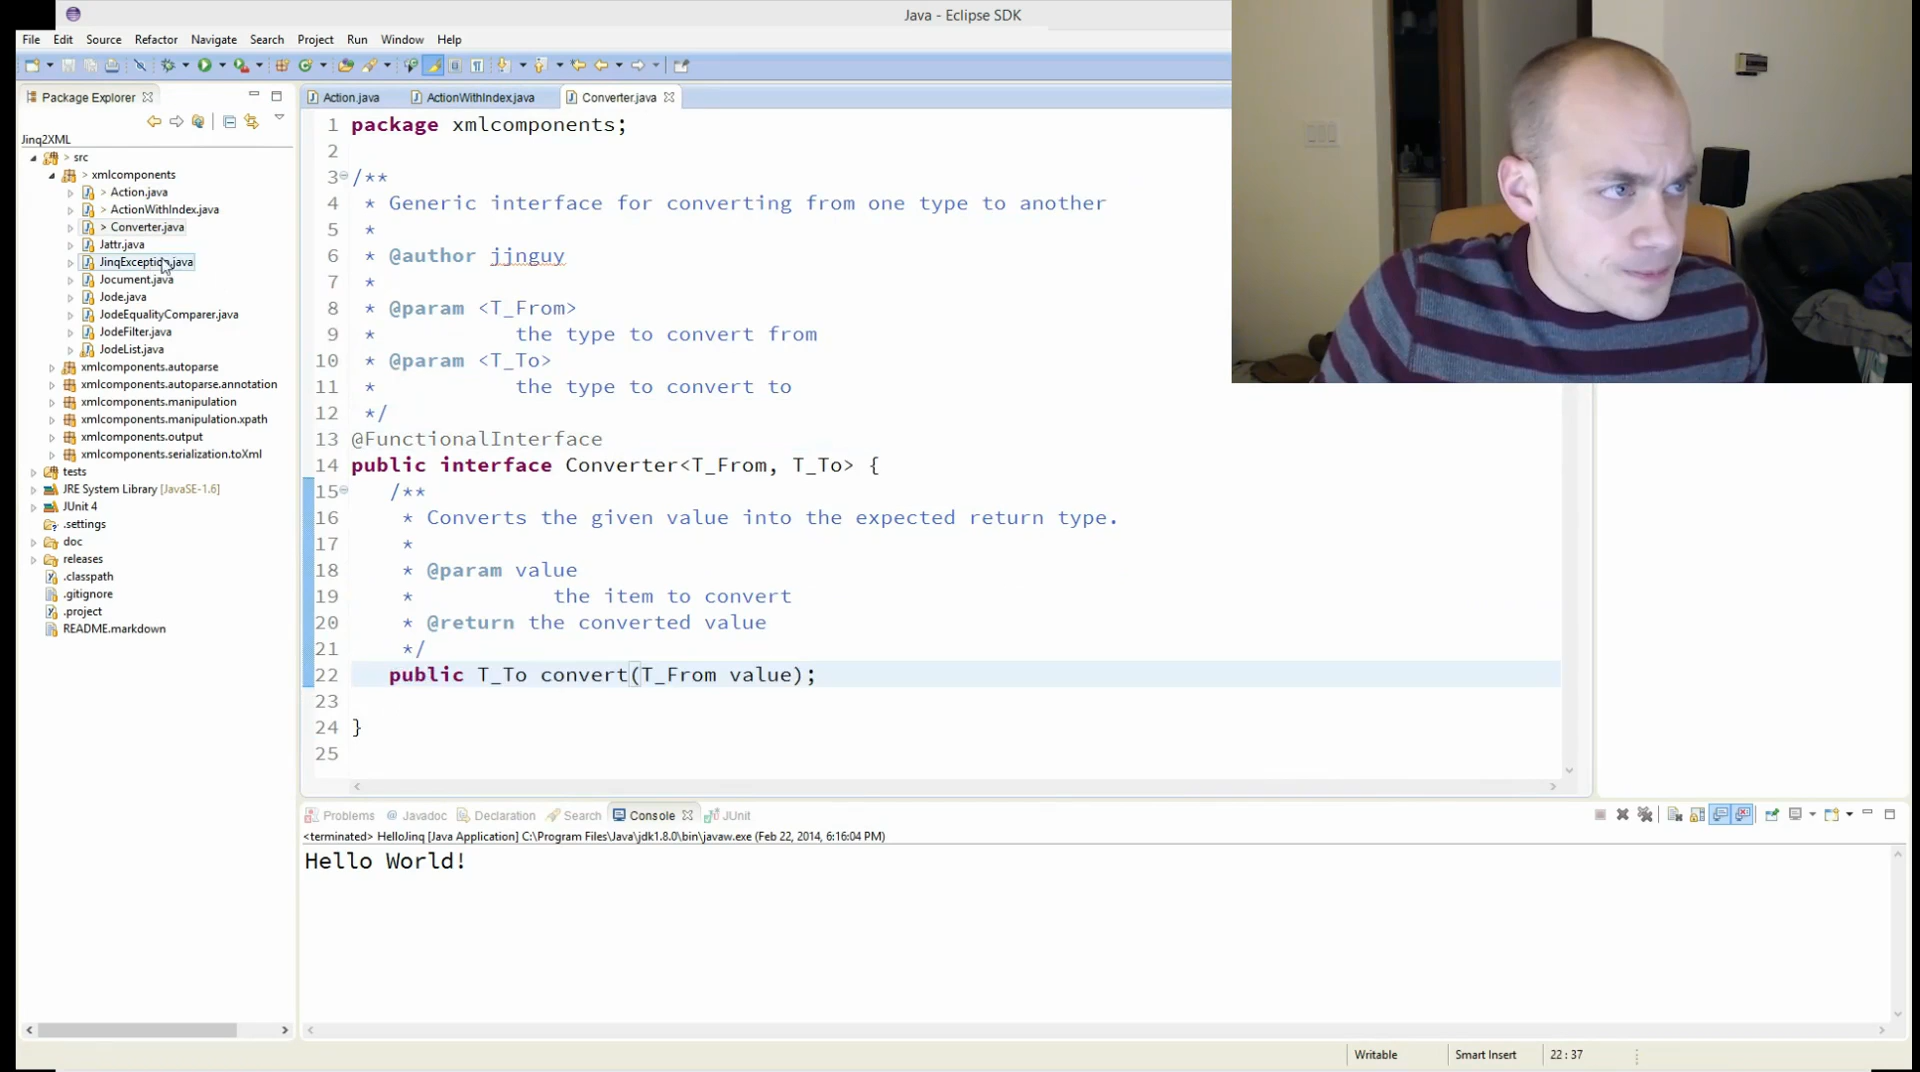 Java - Eclipse SDK
File Edit Source Refactor Navigate Search Project Run Window Help
Package Explorer
Jinq2XML
> src
> xmlcomponents
> Action.java
> ActionWithIndex.java
> Converter.java
Jattr.java
JinqException.java
Jocument.java
Jode.java
JodeEqualityComparer.java
JodeFilter.java
JodeList.java
xmlcomponents.autoparse
xmlcomponents.autoparse.annotation
xmlcomponents.manipulation
xmlcomponents.manipulation.xpath
xmlcomponents.output
xmlcomponents.serialization.toXml
tests
JRE System Library [JavaSE-1.6]
JUnit 4
.settings
doc
releases
.classpath
.gitignore
.project
README.markdown
Action.java ActionWithIndex.java Converter.java
1 package xmlcomponents;
2
3 /**
4 * Generic interface for converting from one type to another
5 *
6 * @author jjnguy
7 *
8 * @param <T_From>
9 * the type to convert from
10 * @param <T_To>
11 * the type to convert to
12 */
13 @FunctionalInterface
14 public interface Converter<T_From, T_To> {
15 /**
16 * Converts the given value into the expected return type.
17 *
18 * @param value
19 * the item to convert
20 * @return the converted value
21 */
22 public T_To convert(T_From value);
23
24 }
25
Problems @ Javadoc Declaration Search Console JUnit
<terminated> HelloJinq [Java Application] C:\Program Files\Java\jdk1.8.0\bin\javaw.exe (Feb 22, 2014, 6:16:04 PM)
Hello World!
Writable Smart Insert 22 : 37